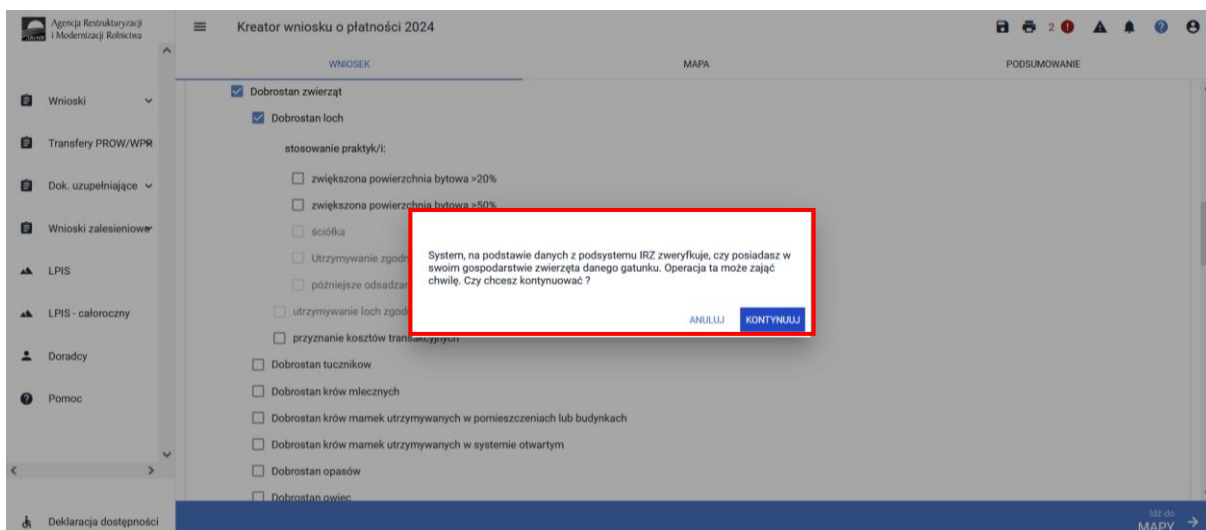 Agencja Restrukturyzacji
i Modernizacji Rolnictwa
Kreator wniosku o płatności 2024
2
WNIOSEK
MAPA
PODSUMOWANIE
Wnioski
Transfery PROW/WPR
Dok. uzupełniające
Wnioski zalesieniowe
LPIS
LPIS - całoroczny
Doradcy
Pomoc
Deklaracja dostępności
Dobrostan zwierząt
Dobrostan loch
stosowanie praktyk/i:
zwiększona powierzchnia bytowa >20%
zwiększona powierzchnia bytowa >50%
ściółka
Utrzymywanie
późniejsze
utrzymywanie loch
przyznanie kosztów transakcyjnych
Dobrostan tucznikow
Dobrostan krów mlecznych
Dobrostan krów mamek utrzymywanych w pomieszczeniach lub budynkach
Dobrostan krów mamek utrzymywanych w systemie otwartym
Dobrostan opasów
Dobrostan owiec
System, na podstawie danych z podsystemu IRZ zweryfkuje, czy posiadasz w
swoim gospodarstwie zwierzęta danego gatunku. Operacja ta może zająć
chwilę. Czy chcesz kontynuować ?
ANULUJ
KONTYNUUJ
Idź do
MAPY